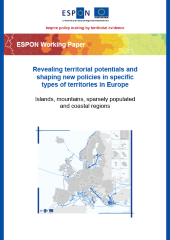 ESPON
Inspire policy making by territorial evidence
ESPON Working Paper
Revealing territorial potentials and
shaping new policies in specific
types of territories in Europe
Islands, mountains, sparsely populated
and coastal regions